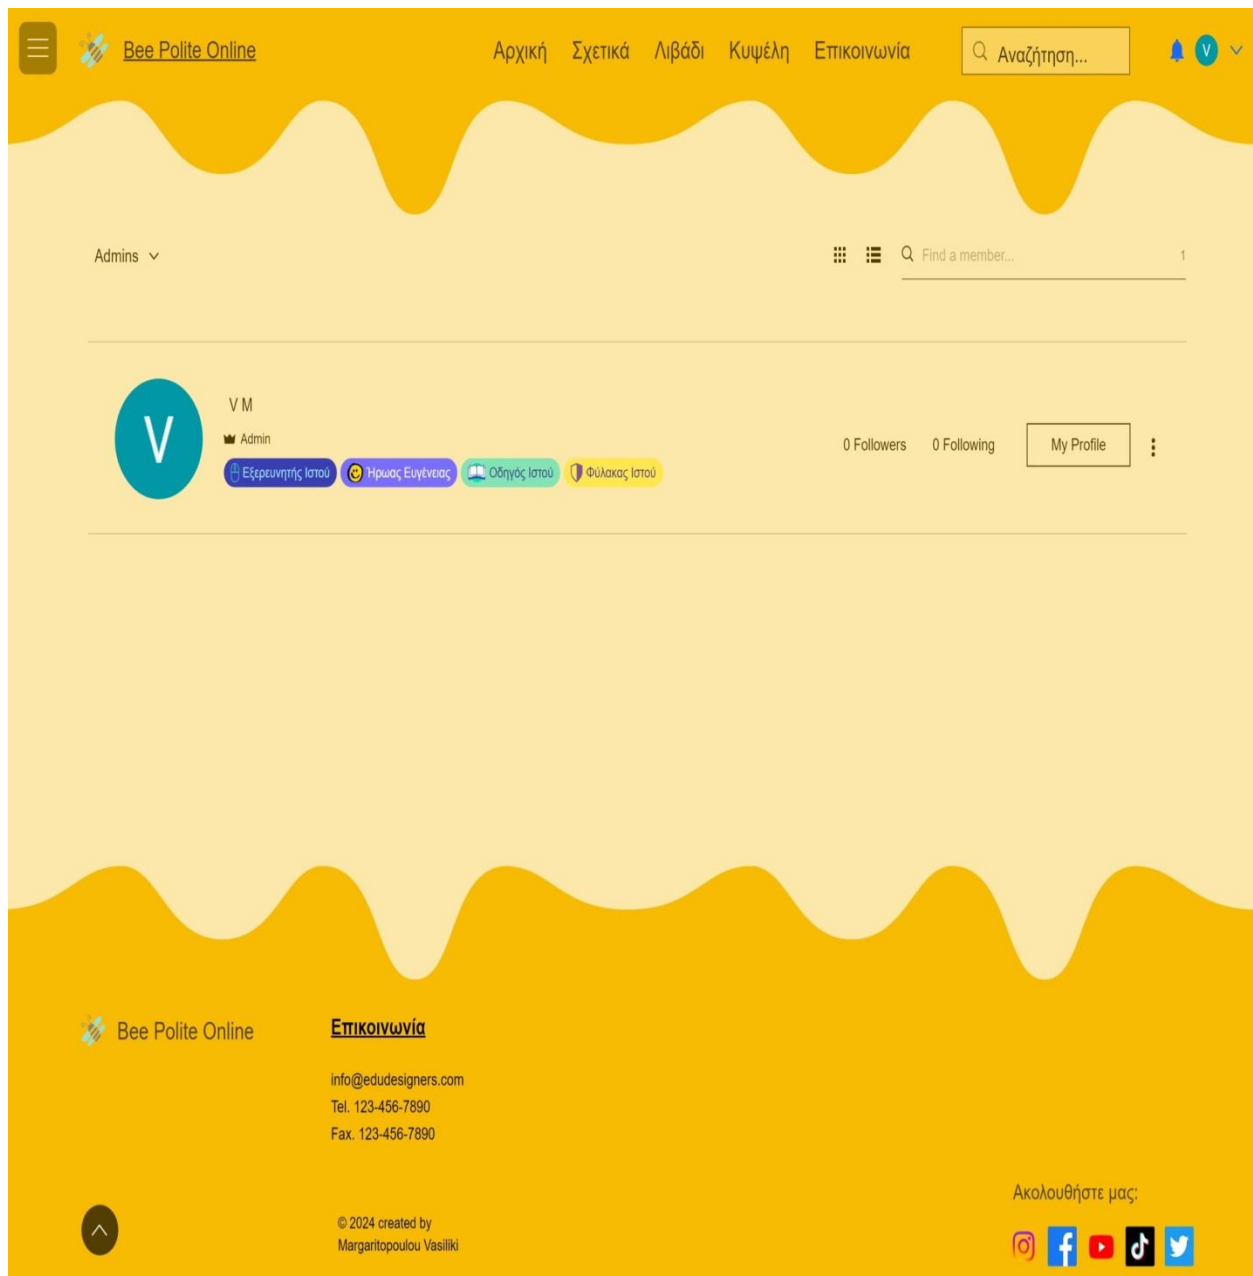 Bee Polite Online
Αρχική Σχετικά Λιβάδι Κυψέλη Επικοινωνία
Αναζήτηση...
V
Admins
Find a member...
1
V
V M
Admin
Εξερευνητής Ιστού Ήρωας Ευγένειας Οδηγός Ιστού Φύλακας Ιστού
0 Followers 0 Following My Profile
Bee Polite Online
Επικοινωνία
info@edudesigners.com
Tel. 123-456-7890
Fax. 123-456-7890
© 2024 created by
Margaritopoulou Vasiliki
Ακολουθήστε μας: